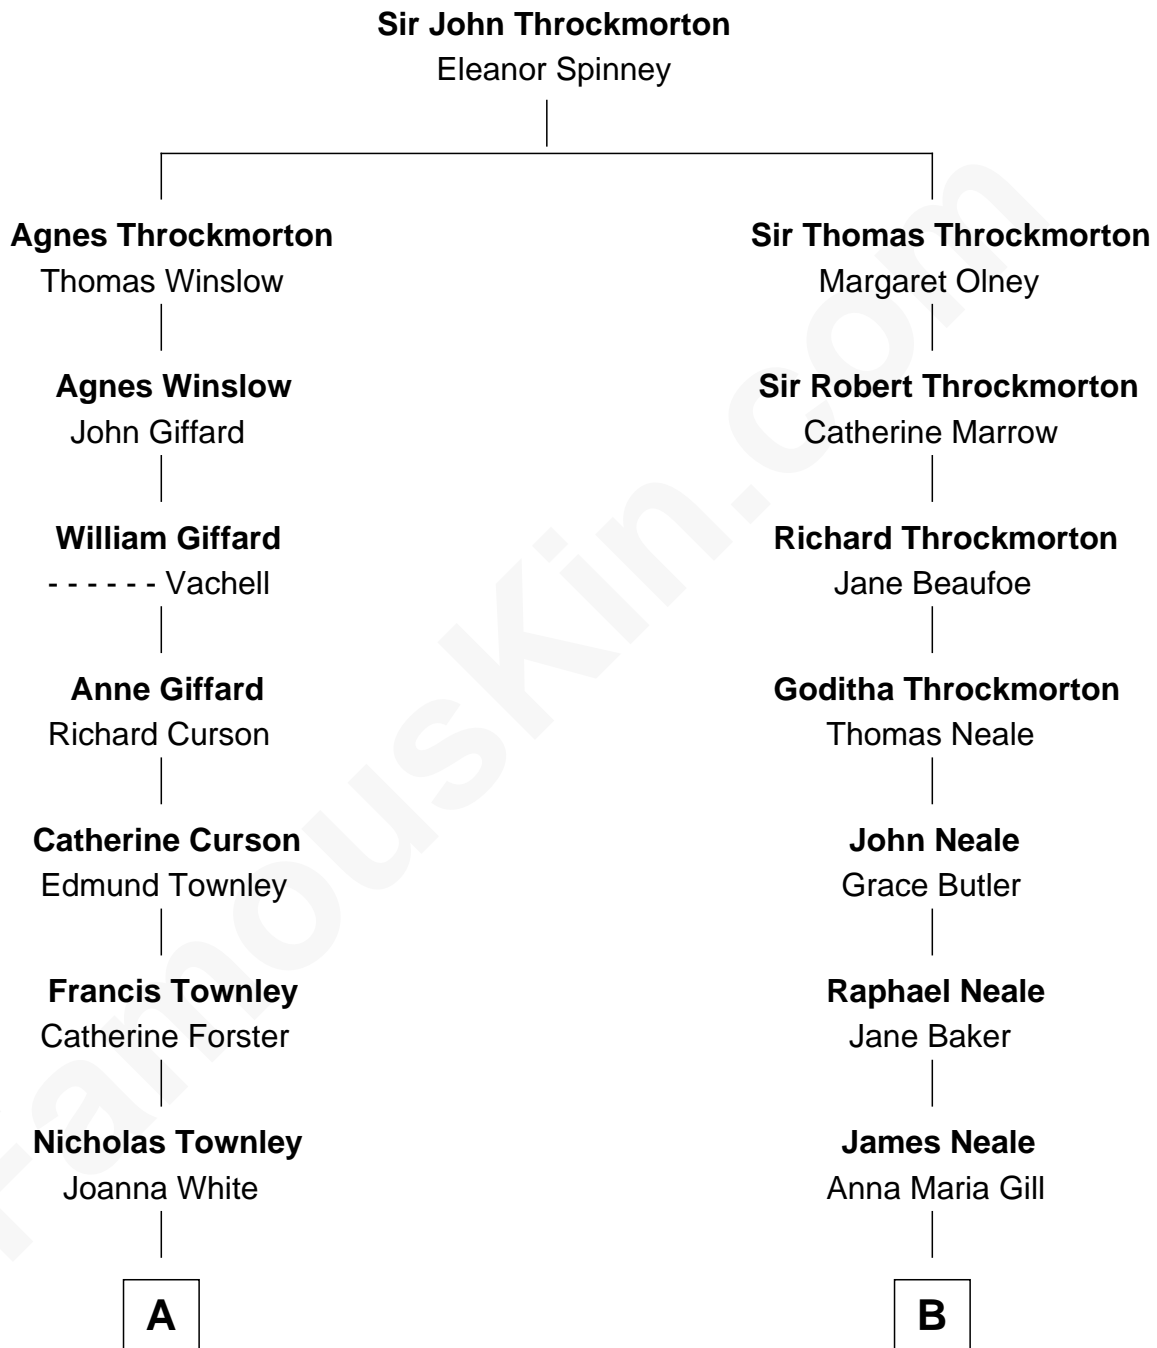 Sir John Throckmorton
Eleanor Spinney
Agnes Throckmorton
Thomas Winslow
Sir Thomas Throckmorton
Margaret Olney
Agnes Winslow
John Giffard
Sir Robert Throckmorton
Catherine Marrow
William Giffard
- - - - - - Vachell
Richard Throckmorton
Jane Beaufoe
Anne Giffard
Richard Curson
Goditha Throckmorton
Thomas Neale
Catherine Curson
Edmund Townley
John Neale
Grace Butler
Francis Townley
Catherine Forster
Raphael Neale
Jane Baker
Nicholas Townley
Joanna White
James Neale
Anna Maria Gill
A
B
FamousKin.com